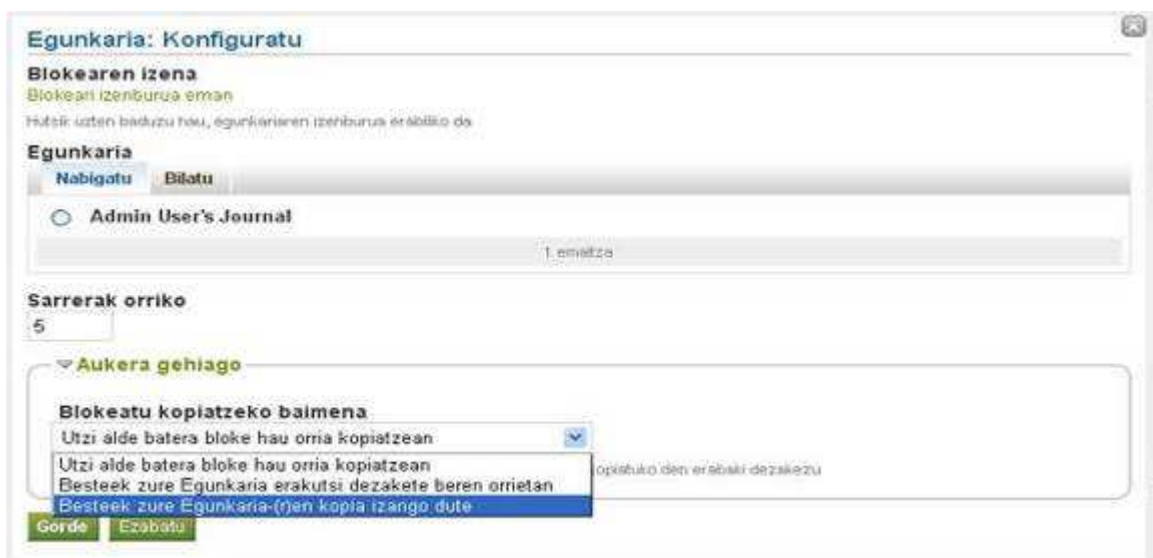 Egunkaria: Konfiguratu
Blokearen izena
Blokeari izenburua eman
Hutsik uzten baduzu hau, egunkariaren izenburua erabiliko da
Egunkaria
Nabigatu Bilatu
Admin User's Journal
1 emaitza
Sarrerak orriko
5
Aukera gehiago
Blokeatu kopiatzeko baimena
Utzi alde batera bloke hau orria kopiatzean
Utzi alde batera bloke hau orria kopiatzean
opiatuko den erabaki dezakezu
Besteek zure Egunkaria erakutsi dezakete beren orrietan
Besteek zure Egunkaria-(r)en kopia izango dute
Gorde Ezabatu